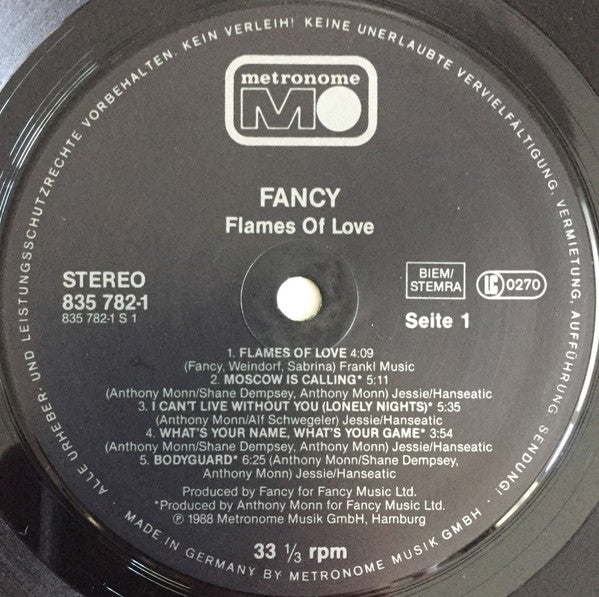 ALLE URHEBER- UND LEISTUNGSSCHUTZRECHTE VORBEHALTEN. KEIN VERLEIH! KEINE UNERLAUBTE VERVIELFÄLTIGUNG, VERMIETUNG, AUFFÜHRUNG, SENDUNG!
metronome
MO
FANCY
Flames Of Love
STEREO
835 782-1
835 782-1 S 1
BIEM/
STEMRA
LC 0270
Seite 1
1. FLAMES OF LOVE 4:09
(Fancy, Weindorf, Sabrina) Frankl Music
2. MOSCOW IS CALLING* 5:11
(Anthony Monn/Shane Dempsey, Anthony Monn) Jessie/Hanseatic
3. I CAN'T LIVE WITHOUT YOU (LONELY NIGHTS)* 5:35
(Anthony Monn/Alf Schwegeler) Jessie/Hanseatic
4. WHAT'S YOUR NAME, WHAT'S YOUR GAME* 3:54
(Anthony Monn/Shane Dempsey, Anthony Monn) Jessie/Hanseatic
5. BODYGUARD* 6:25 (Anthony Monn/Shane Dempsey,
Anthony Monn) Jessie/Hanseatic
Produced by Fancy for Fancy Music Ltd.
*Produced by Anthony Monn for Fancy Music Ltd.
℗ 1988 Metronome Musik GmbH, Hamburg
33 1/3 rpm
· MADE IN GERMANY BY METRONOME MUSIK GMBH ·